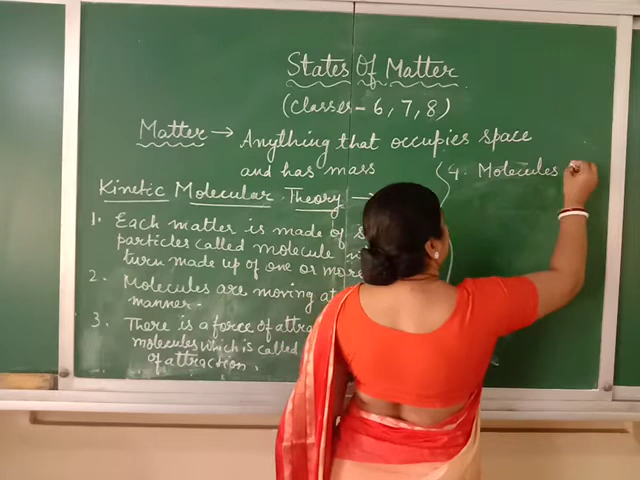 States Of Matter
(Classes - 6, 7, 8)
Matter → Anything that occupies space
and has mass
Kinetic Molecular Theory →
1. Each matter is made of
particles called molecule
turn made up of one or more
2. Molecules are moving at
manner.
3. There is a force of
molecules which is called
of attraction.
4. Molecules